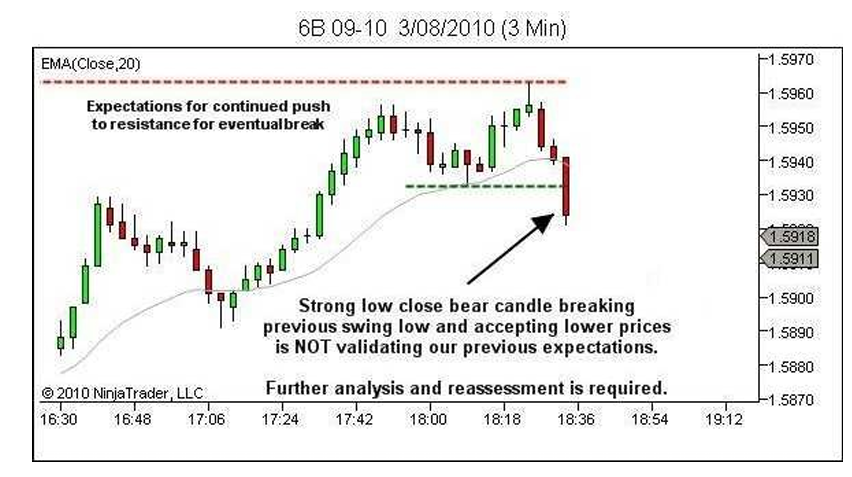 6B 09-10  3/08/2010 (3 Min)
EMA(Close,20)
Expectations for continued push
to resistance for eventual break
1.5970
1.5960
1.5950
1.5940
1.5930
1.5918
1.5911
1.5900
1.5890
1.5880
1.5870
Strong low close bear candle breaking
previous swing low and accepting lower prices
is NOT validating our previous expectations.
Further analysis and reassessment is required.
© 2010 NinjaTrader, LLC
16:30 16:48 17:06 17:24 17:42 18:00 18:18 18:36 18:54 19:12